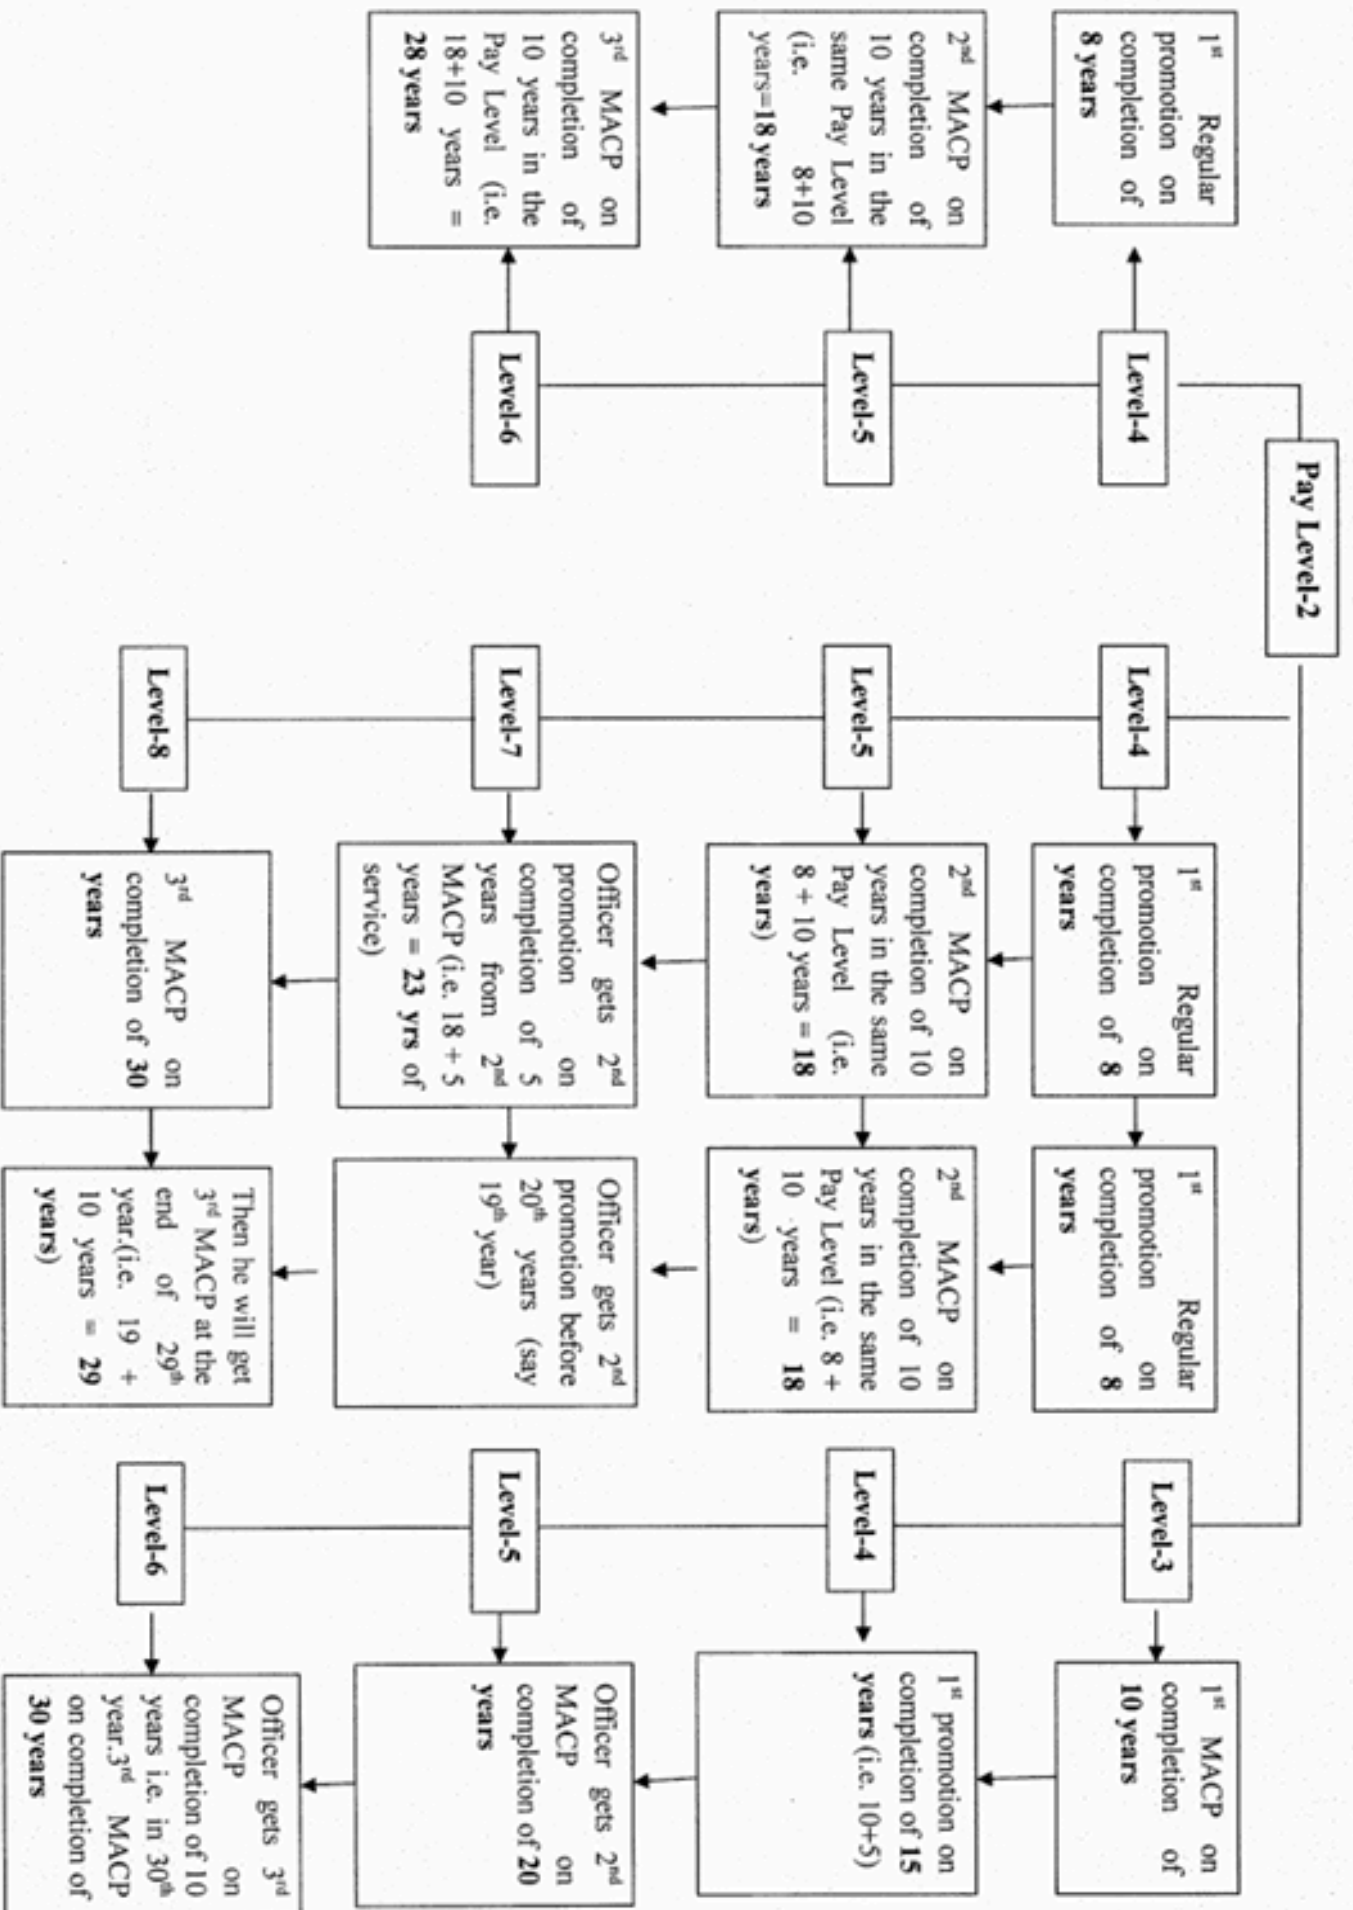 Pay Level-2
Level-4
1st Regular
promotion on
completion of
8 years
Level-5
2nd MACP on
completion of
10 years in the
same Pay Level
(i.e. 8+10
years=18 years
Level-6
3rd MACP on
completion of
10 years in the
Pay Level (i.e.
18+10 years =
28 years
Level-4
1st Regular
promotion on
completion of 8
years
1st Regular
promotion on
completion of 8
years
Level-5
2nd MACP on
completion of 10
years in the same
Pay Level (i.e.
8 + 10 years = 18
years)
2nd MACP on
completion of 10
years in the same
Pay Level (i.e. 8 +
10 years = 18
years)
Level-7
Officer gets 2nd
promotion on
completion of 5
years from 2nd
MACP (i.e. 18 + 5
years = 23 yrs of
service)
Officer gets 2nd
promotion before
20th years (say
19th year)
Level-8
3rd MACP on
completion of 30
years
Then he will get
3rd MACP at the
end of 29th
year.(i.e. 19 +
10 years = 29
years)
Level-3
1st MACP on
completion of
10 years
Level-4
1st promotion on
completion of 15
years (i.e. 10+5)
Level-5
Officer gets 2nd
MACP on
completion of 20
years
Level-6
Officer gets 3rd
MACP on
completion of 10
years i.e. in 30th
year.3rd MACP
on completion of
30 years